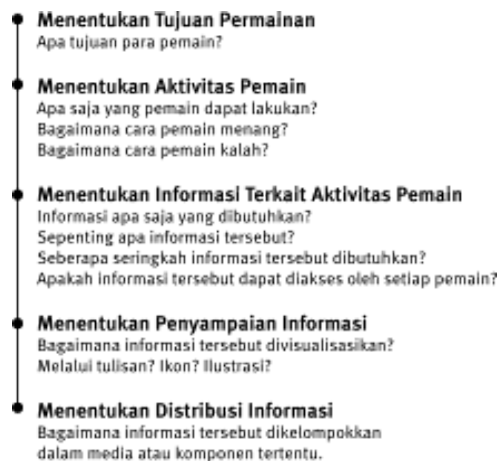 Menentukan Tujuan Permainan
Apa tujuan para pemain?
Menentukan Aktivitas Pemain
Apa saja yang pemain dapat lakukan?
Bagaimana cara pemain menang?
Bagaimana cara pemain kalah?
Menentukan Informasi Terkait Aktivitas Pemain
Informasi apa saja yang dibutuhkan?
Sepenting apa informasi tersebut?
Seberapa seringkah informasi tersebut dibutuhkan?
Apakah informasi tersebut dapat diakses oleh setiap pemain?
Menentukan Penyampaian Informasi
Bagaimana informasi tersebut divisualisasikan?
Melalui tulisan? Ikon? Ilustrasi?
Menentukan Distribusi Informasi
Bagaimana informasi tersebut dikelompokkan
dalam media atau komponen tertentu.